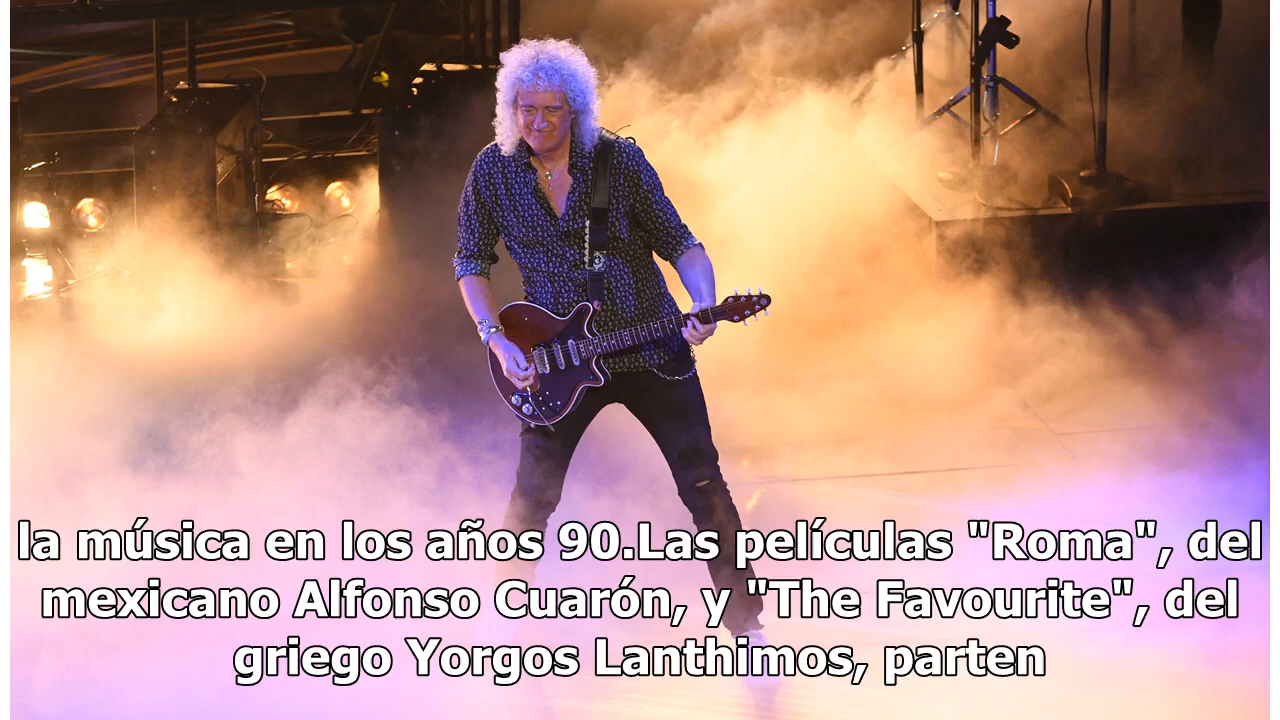 la música en los años 90.Las películas "Roma", del
mexicano Alfonso Cuarón, y "The Favourite", del
griego Yorgos Lanthimos, parten